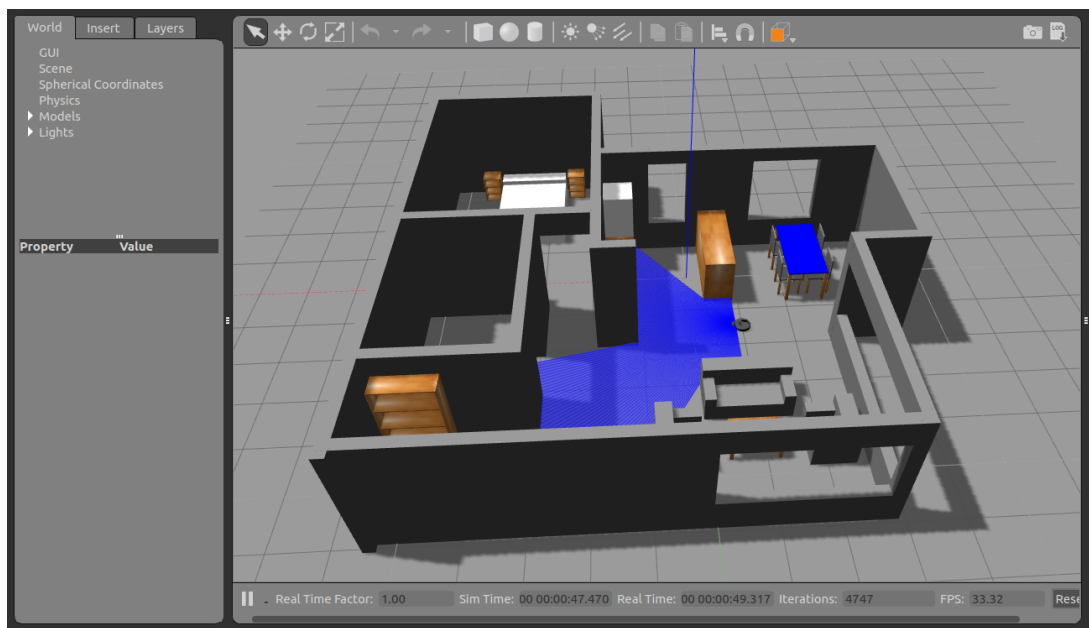 World Insert Layers
GUI
Scene
Spherical Coordinates
Physics
Models
Lights
Property Value
LOG
Real Time Factor: 1.00 Sim Time: 00 00:00:47.470 Real Time: 00 00:00:49.317 Iterations: 4747 FPS: 33.32 Rese